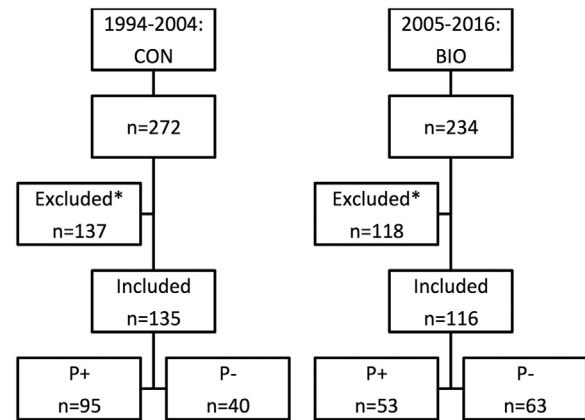 1994-2004:
CON
n=272
Excluded*
n=137
Included
n=135
P+
n=95
P-
n=40
2005-2016:
BIO
n=234
Excluded*
n=118
Included
n=116
P+
n=53
P-
n=63